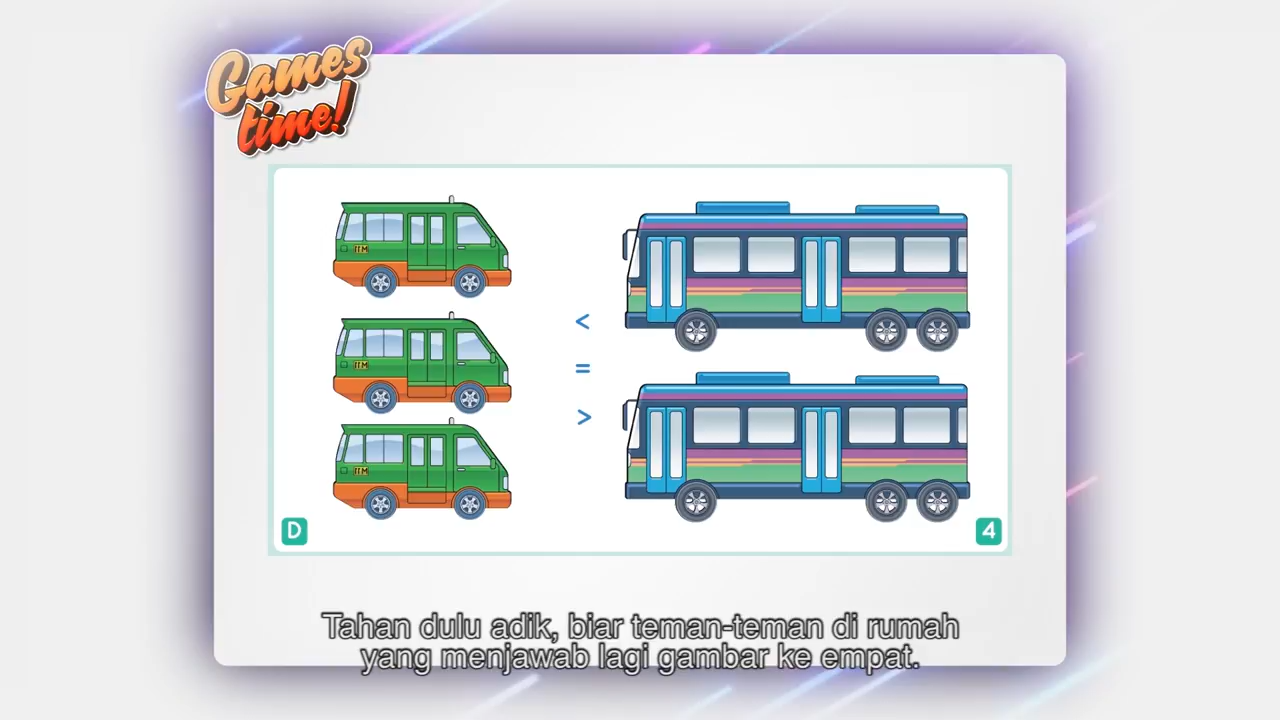 Games
time!
ITM
ITM
ITM
<
=
>
D
4
Tahan dulu adik, biar teman-teman di rumah
yang menjawab lagi gambar ke empat.